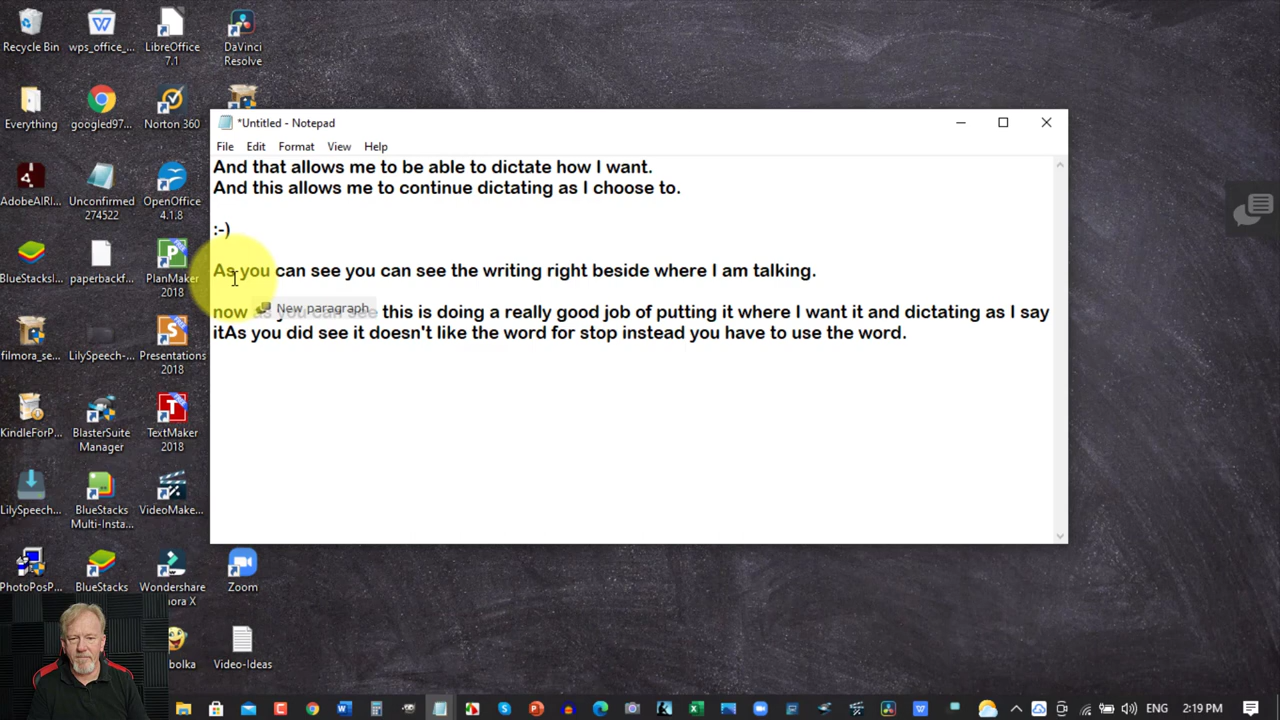 Recycle Bin
wps_office_...
LibreOffice
7.1
DaVinci
Resolve
Everything
googled97...
Norton 360
*Untitled - Notepad
File Edit Format View Help
And that allows me to be able to dictate how I want.
And this allows me to continue dictating as I choose to.
:-)
As you can see you can see the writing right beside where I am talking.
New paragraph
now as you can see this is doing a really good job of putting it where I want it and dictating as I say
itAs you did see it doesn't like the word for stop instead you have to use the word.
AdobeAIRI...
Unconfirmed
274522
OpenOffice
4.1.8
BlueStacksI...
paperbackf...
PlanMaker
2018
filmora_se...
LilySpeech-...
Presentations
2018
KindleForP...
BlasterSuite
Manager
TextMaker
2018
LilySpeech...
BlueStacks
Multi-Insta...
VideoMake...
PhotoPosP...
BlueStacks
Wondershare
ora X
Zoom
bolka
Video-Ideas
ENG
2:19 PM